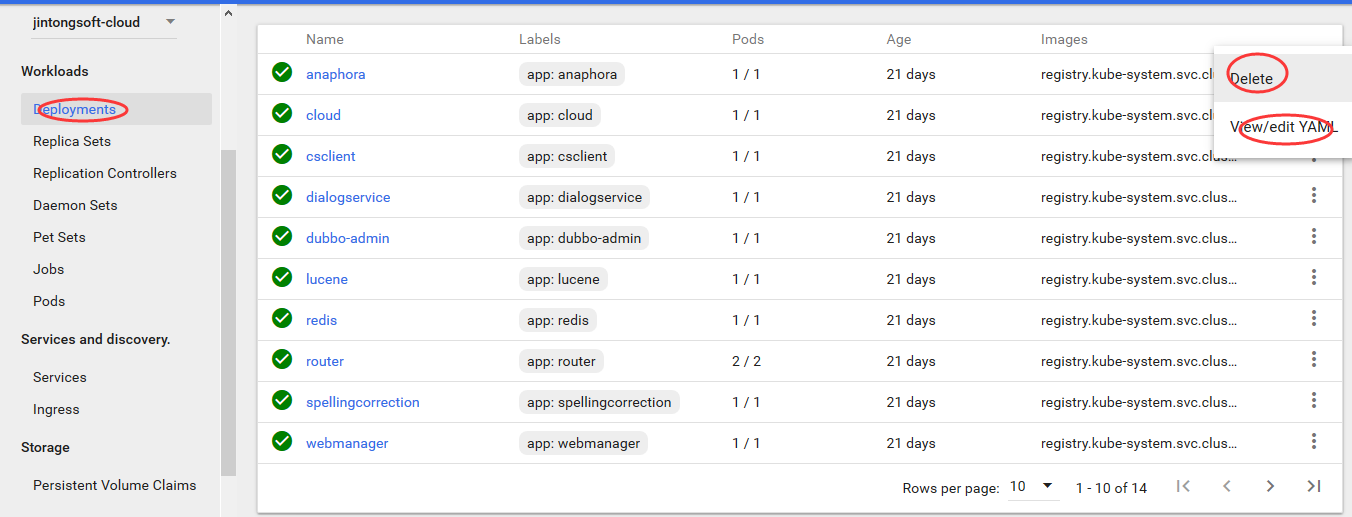 jintongsoft-cloud
Workloads
Deployments
Replica Sets
Replication Controllers
Daemon Sets
Pet Sets
Jobs
Pods
Services and discovery.
Services
Ingress
Storage
Persistent Volume Claims
Name Labels Pods Age Images
anaphora app: anaphora 1 / 1 21 days registry.kube-system.svc.cl
cloud app: cloud 1 / 1 21 days registry.kube-system.svc.cl
csclient app: csclient 1 / 1 21 days registry.kube-system.svc.clus...
dialogservice app: dialogservice 1 / 1 21 days registry.kube-system.svc.clus...
dubbo-admin app: dubbo-admin 1 / 1 21 days registry.kube-system.svc.clus...
lucene app: lucene 1 / 1 21 days registry.kube-system.svc.clus...
redis app: redis 1 / 1 21 days registry.kube-system.svc.clus...
router app: router 2 / 2 21 days registry.kube-system.svc.clus...
spellingcorrection app: spellingcorrection 1 / 1 21 days registry.kube-system.svc.clus...
webmanager app: webmanager 1 / 1 21 days registry.kube-system.svc.clus...
Delete
View/edit YAML
Rows per page: 10 1 - 10 of 14